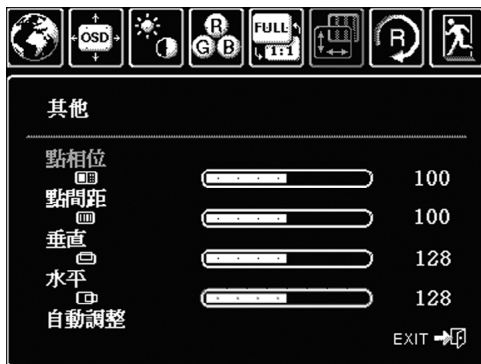 OSD
R
G B
FULL
1:1
R
其他
點相位
100
點間距
100
垂直
128
水平
128
自動調整
EXIT